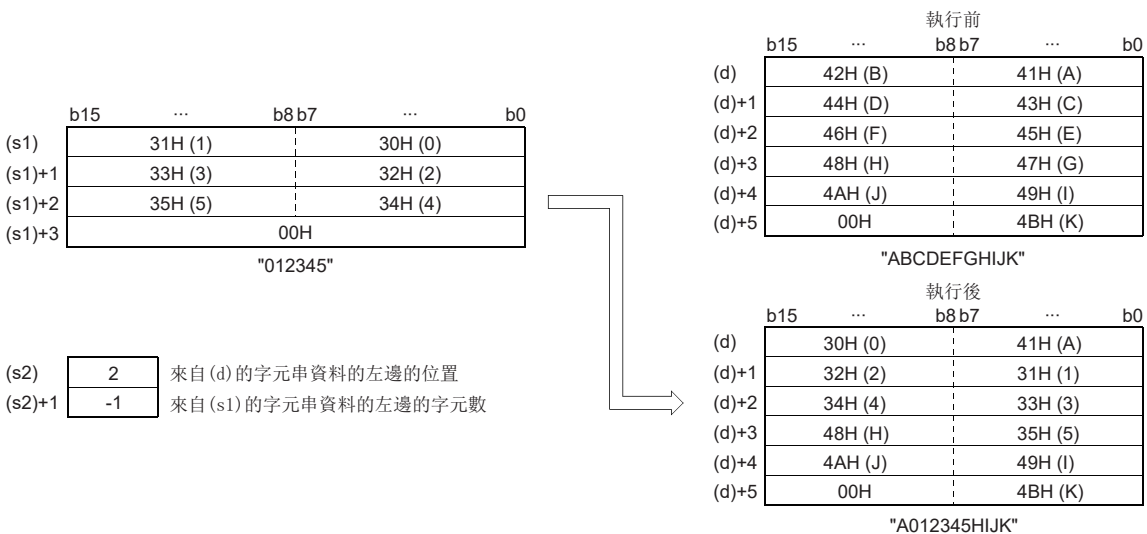 b15 ... b8 b7 ... b0
(s1) 31H (1) 30H (0)
(s1)+1 33H (3) 32H (2)
(s1)+2 35H (5) 34H (4)
(s1)+3 00H
"012345"
(s2) 2 來自(d)的字元串資料的左邊的位置
(s2)+1 -1 來自(s1)的字元串資料的左邊的字元數
執行前
b15 ... b8 b7 ... b0
(d) 42H (B) 41H (A)
(d)+1 44H (D) 43H (C)
(d)+2 46H (F) 45H (E)
(d)+3 48H (H) 47H (G)
(d)+4 4AH (J) 49H (I)
(d)+5 00H 4BH (K)
"ABCDEFGHIJK"
執行後
b15 ... b8 b7 ... b0
(d) 30H (0) 41H (A)
(d)+1 32H (2) 31H (1)
(d)+2 34H (4) 33H (3)
(d)+3 48H (H) 35H (5)
(d)+4 4AH (J) 49H (I)
(d)+5 00H 4BH (K)
"A012345HIJK"